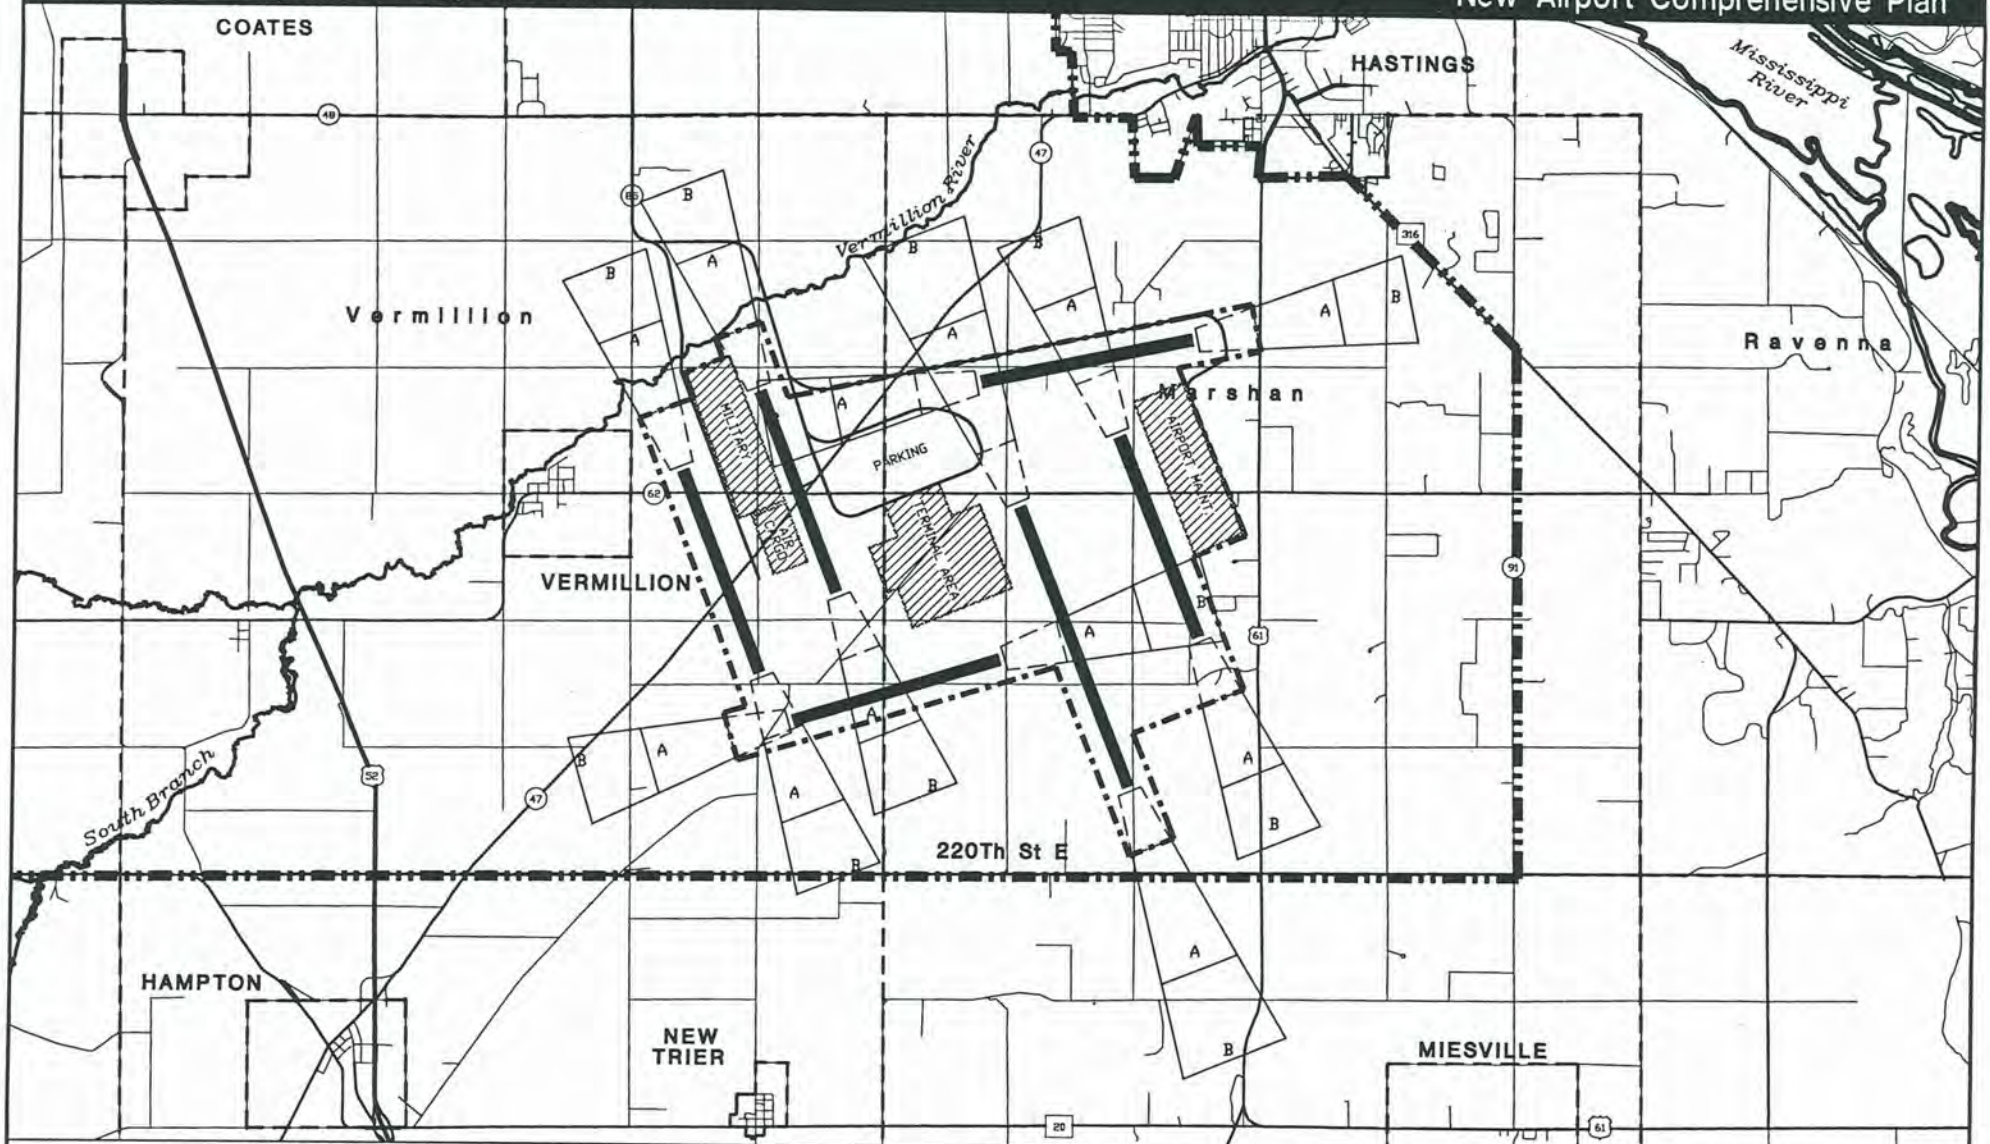 New Airport Comprehensive Plan
COATES
HASTINGS
Mississippi
River
48
47
Vermillion River
85
B
316
B
B
B
A
A
A
A
B
Vermillion
Ravenna
A
A
Marshan
MILITARY
PARKING
AIRPORT MAINT.
62
AIR
CARGO
TERMINAL AREA
91
VERMILLION
B
A
61
A
B
A
A
A
B
B
B
52
47
South Branch
220Th St E
HAMPTON
A
NEW
TRIER
B
MIESVILLE
20
61